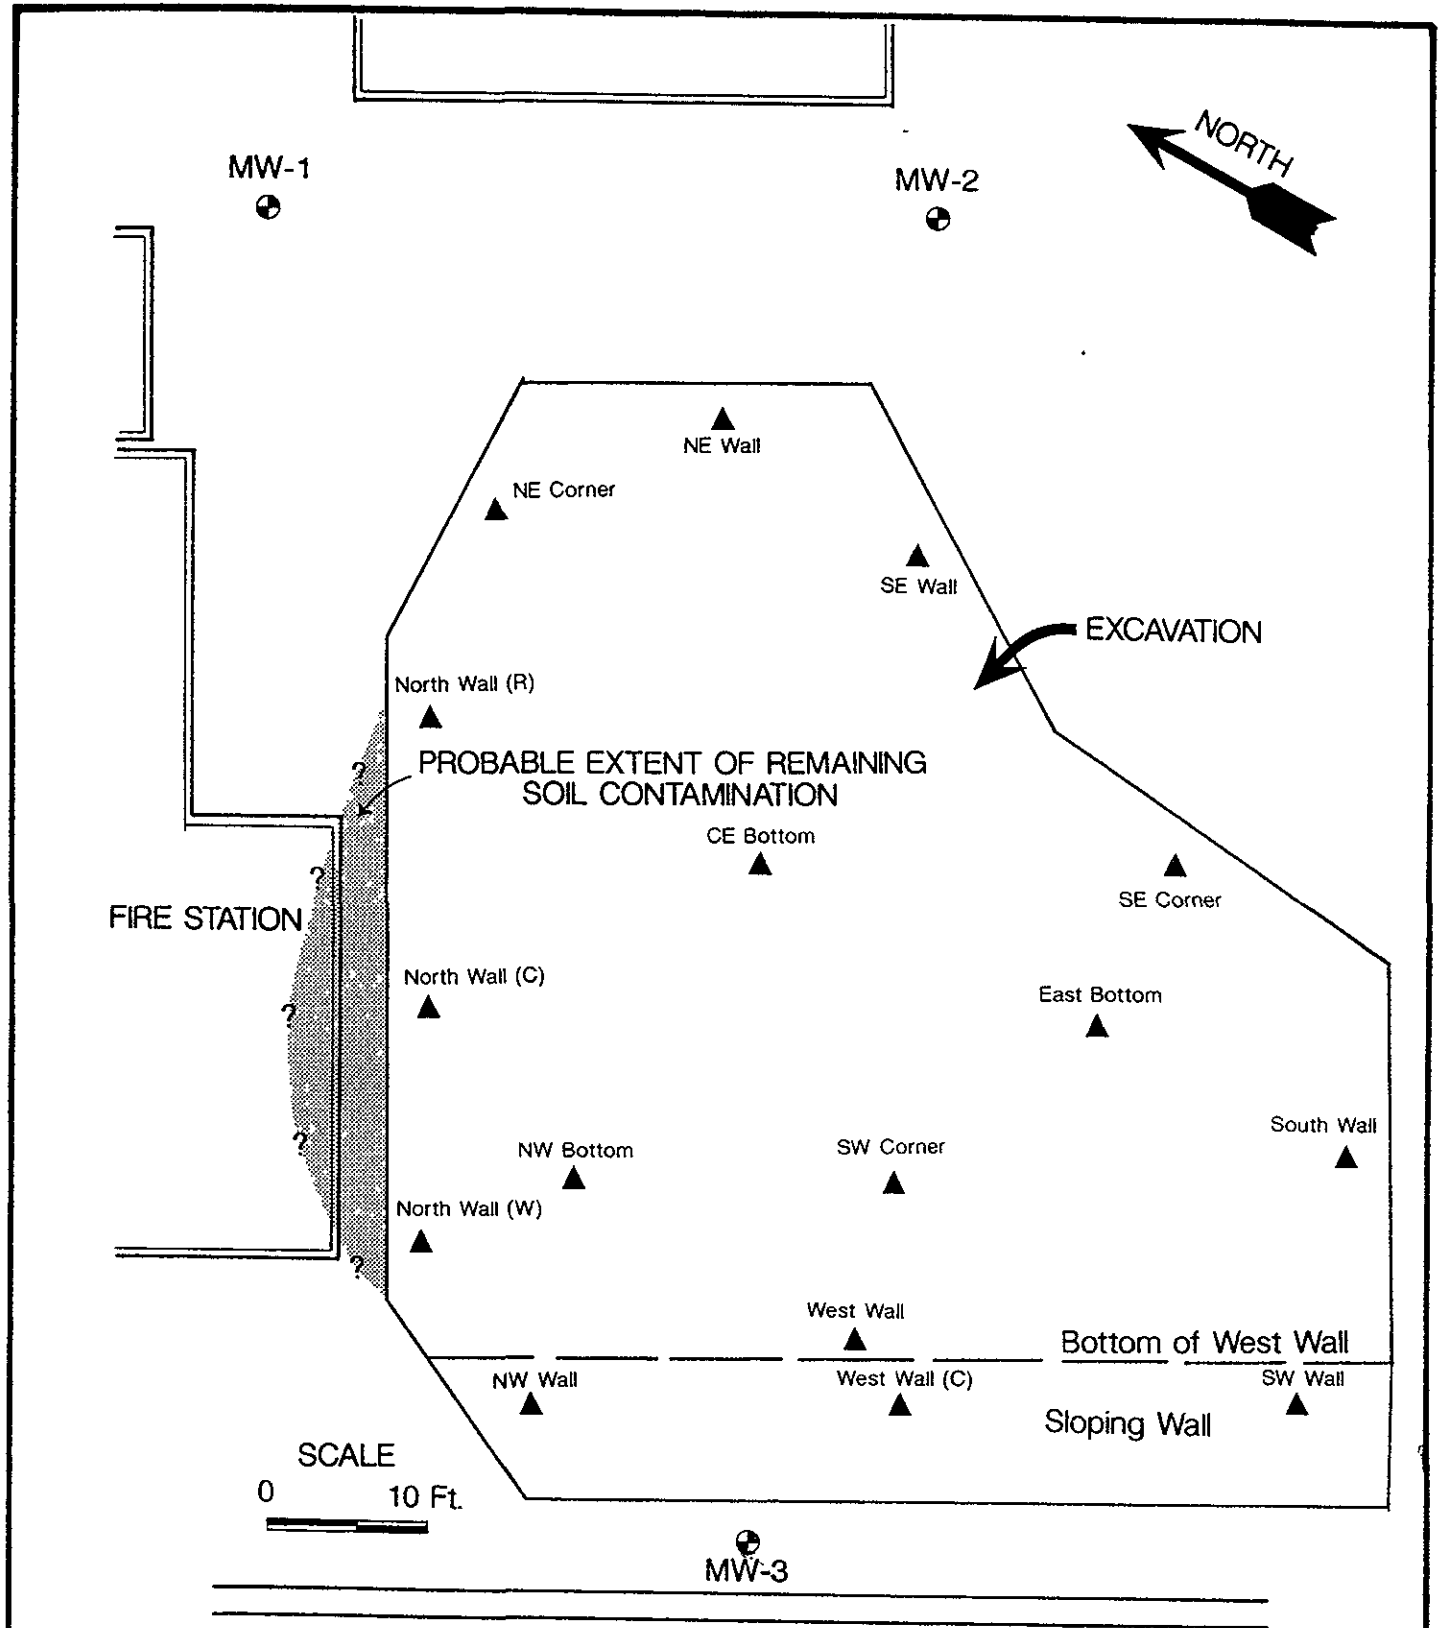 NORTH
MW-1
MW-2
NE Wall
NE Corner
SE Wall
EXCAVATION
North Wall (R)
?
PROBABLE EXTENT OF REMAINING
SOIL CONTAMINATION
CE Bottom
?
SE Corner
FIRE STATION
North Wall (C)
East Bottom
?
South Wall
?
NW Bottom
SW Corner
North Wall (W)
?
West Wall
Bottom of West Wall
NW Wall
West Wall (C)
SW Wall
Sloping Wall
SCALE
0 10 Ft.
MW-3